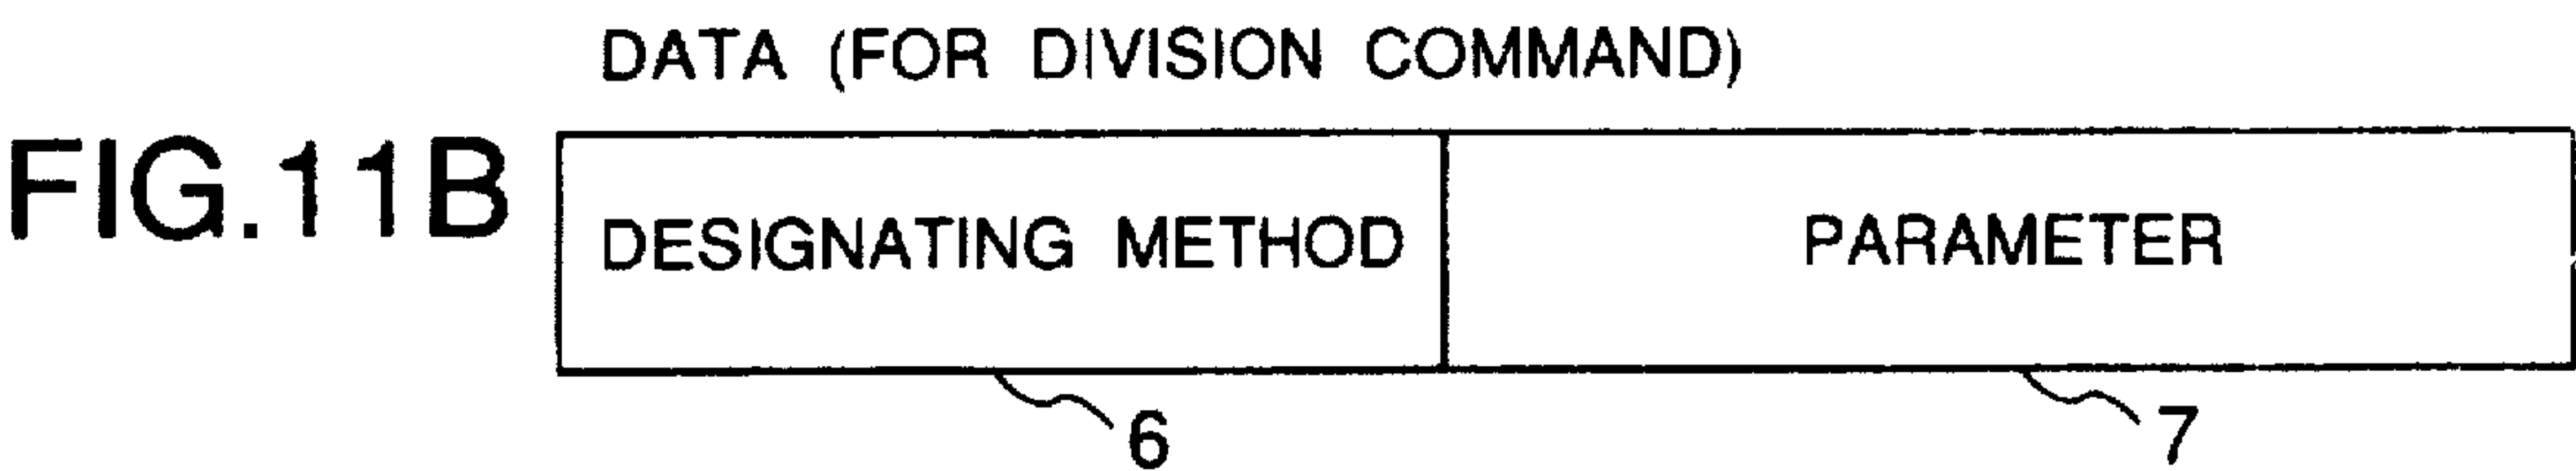 DATA (FOR DIVISION COMMAND)
FIG.11B
DESIGNATING METHOD PARAMETER
6 7